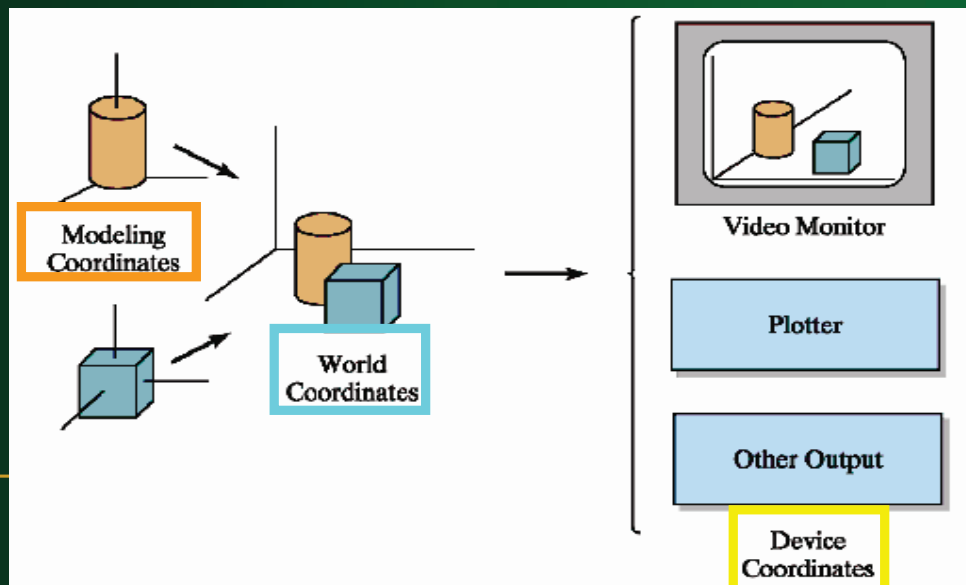 Modeling
Coordinates
World
Coordinates
Video Monitor
Plotter
Other Output
Device
Coordinates